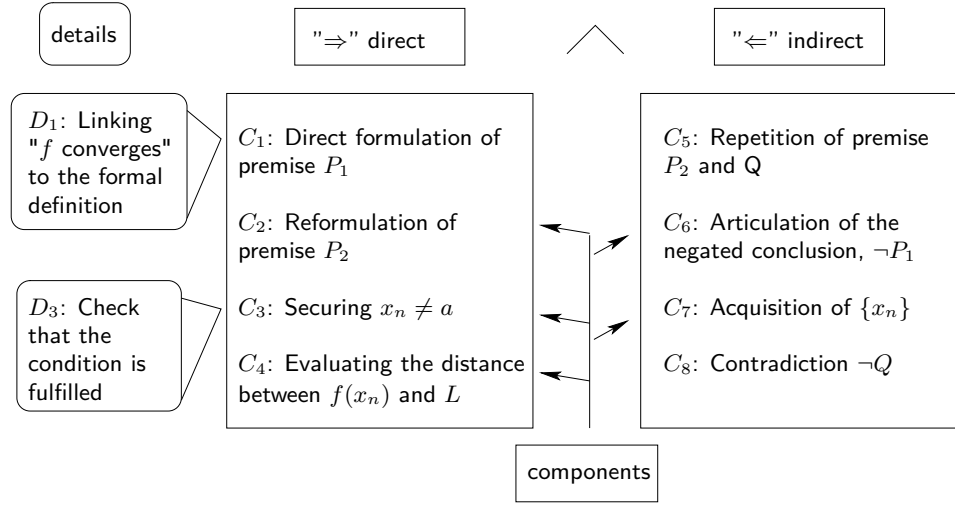 details
"⇒" direct
"⇐" indirect
D₁: Linking
"f converges"
to the formal
definition
D₃: Check
that the
condition is
fulfilled
C₁: Direct formulation of
premise P₁
C₂: Reformulation of
premise P₂
C₃: Securing xₙ ≠ a
C₄: Evaluating the distance
between f(xₙ) and L
C₅: Repetition of premise
P₂ and Q
C₆: Articulation of the
negated conclusion, ¬P₁
C₇: Acquisition of {xₙ}
C₈: Contradiction ¬Q
components